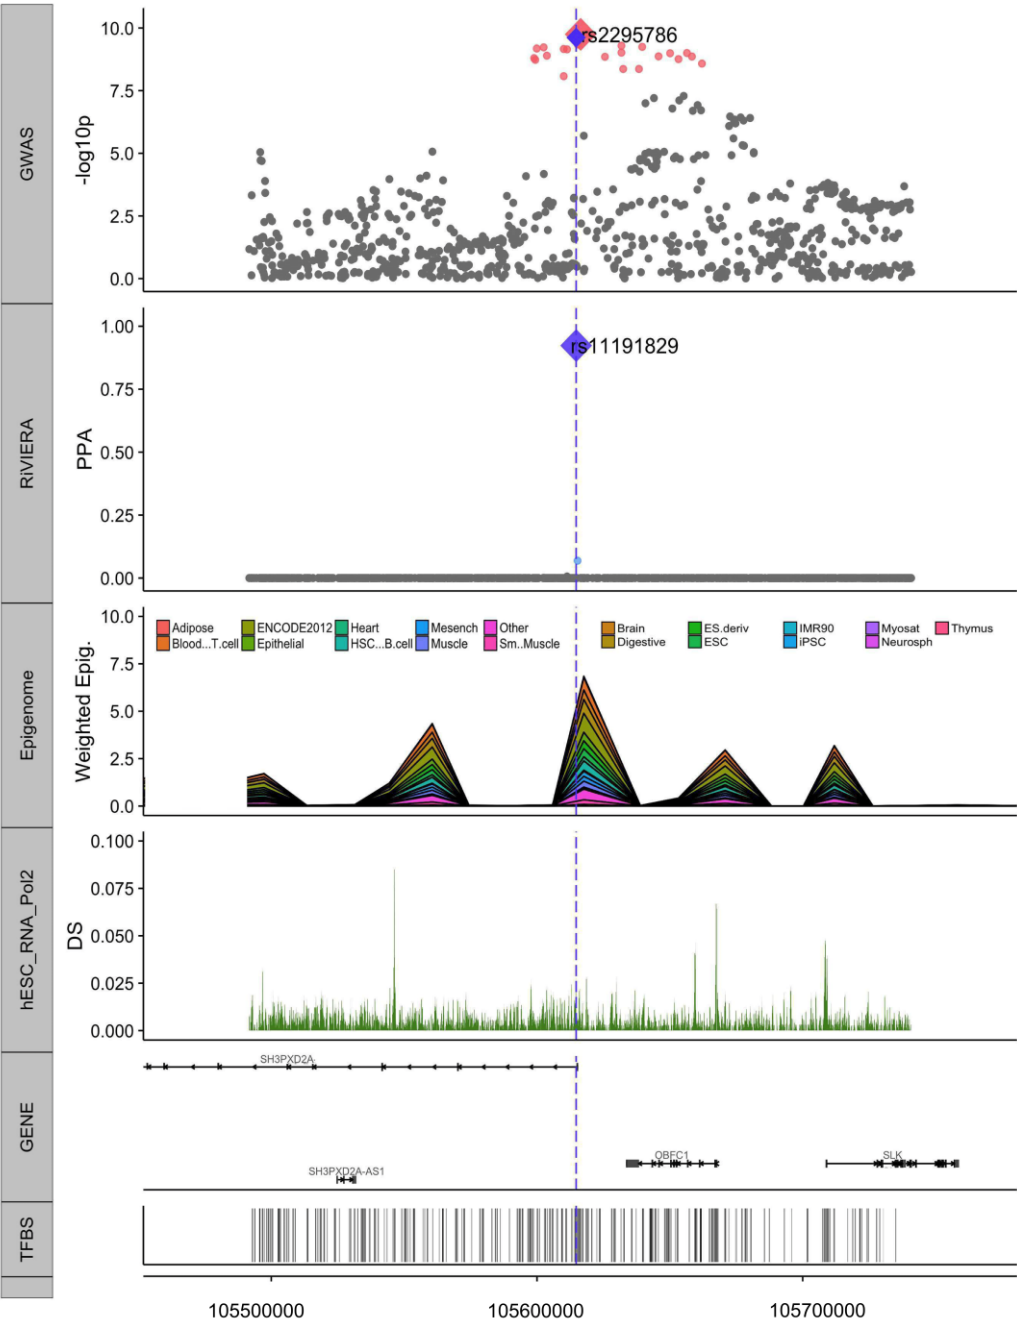 GWAS
-log10p
10.0
7.5
5.0
2.5
0.0
rs2295786
RiVIERA
PPA
1.00
0.75
0.50
0.25
0.00
rs11191829
Epigenome
Weighted Epig.
10.0
7.5
5.0
2.5
0.0
Adipose ENCODE2012 Heart Mesench Other Brain ES.deriv IMR90 Myosat Thymus
Blood...T.cell Epithelial HSC...B.cell Muscle Sm..Muscle Digestive ESC iPSC Neurosph
hESC_RNA_Pol2
DS
0.100
0.075
0.050
0.025
0.000
GENE
SH3PXD2A
SH3PXD2A-AS1
OBFC1
SLK
TFBS
105500000 105600000 105700000